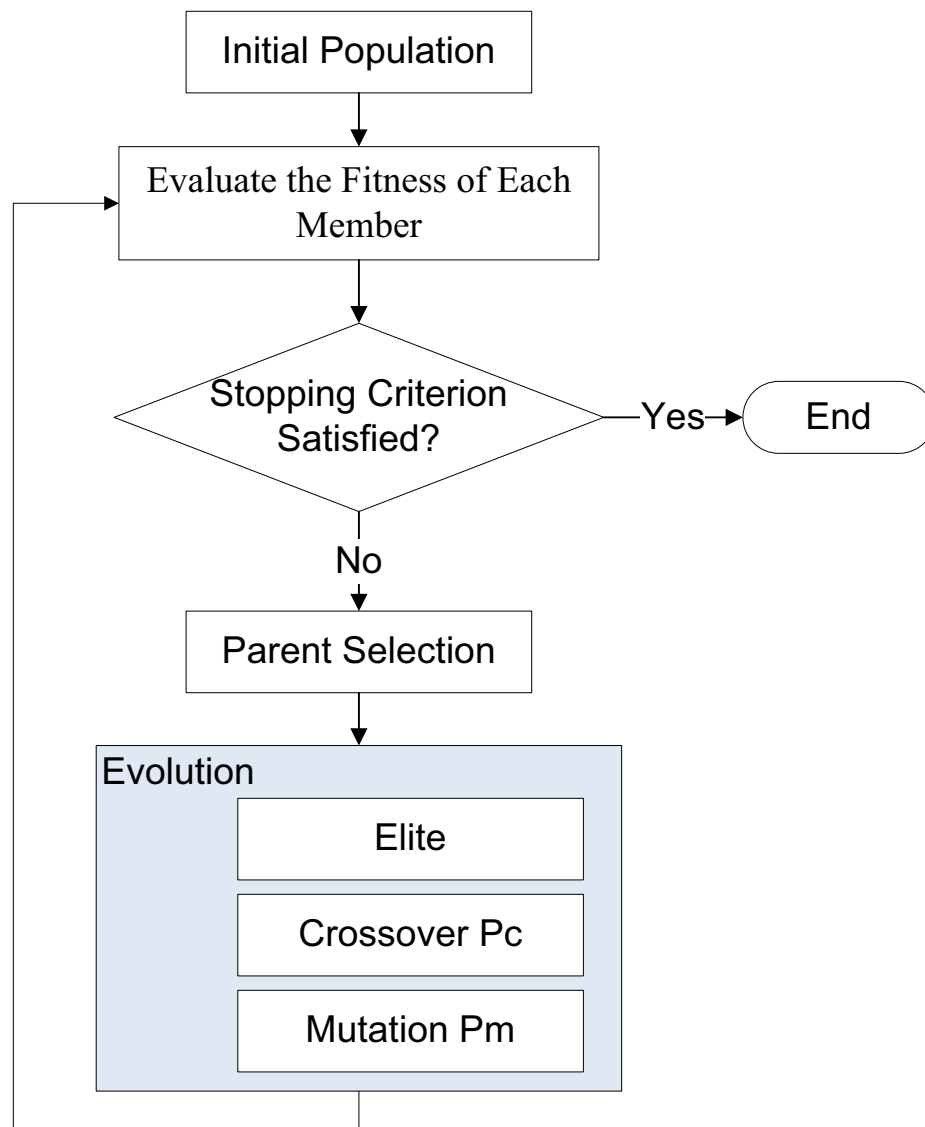 Initial Population
Evaluate the Fitness of Each
Member
Stopping Criterion
Satisfied?
Yes
End
No
Parent Selection
Evolution
Elite
Crossover Pc
Mutation Pm